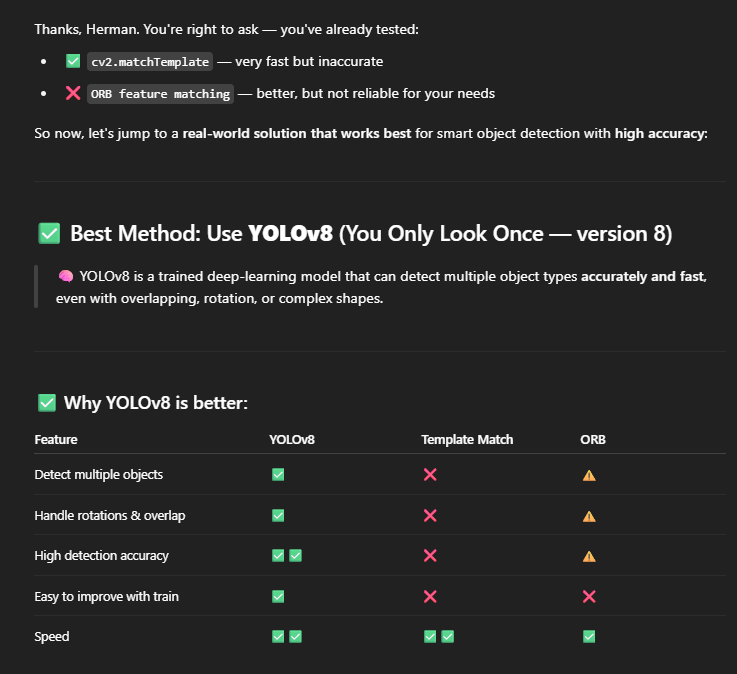 Thanks, Herman. You're right to ask — you've already tested:
• ✅ cv2.matchTemplate — very fast but inaccurate
• ❌ ORB feature matching — better, but not reliable for your needs
So now, let's jump to a real-world solution that works best for smart object detection with high accuracy:
✅ Best Method: Use YOLOv8 (You Only Look Once — version 8)
🧠 YOLOv8 is a trained deep-learning model that can detect multiple object types accurately and fast,
even with overlapping, rotation, or complex shapes.
✅ Why YOLOv8 is better:
Feature YOLOv8 Template Match ORB
Detect multiple objects ✅ ❌ ⚠️
Handle rotations & overlap ✅ ❌ ⚠️
High detection accuracy ✅✅ ❌ ⚠️
Easy to improve with train ✅ ❌ ❌
Speed ✅✅ ✅✅ ✅